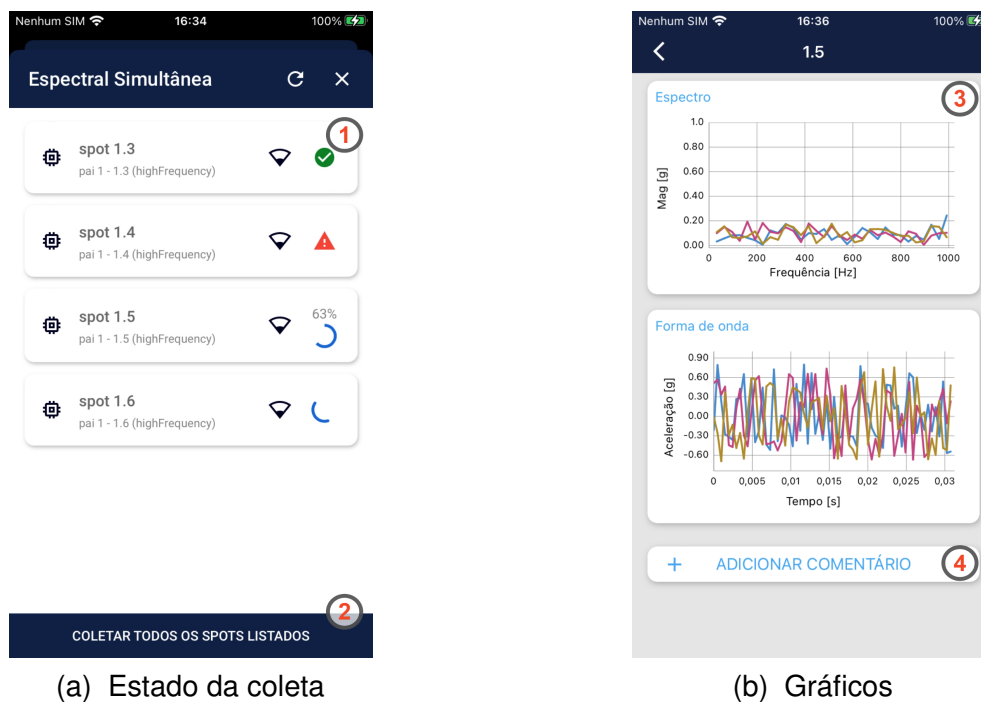 Nenhum SIM 16:34 100%
Espectral Simultânea
1
spot 1.3
pai 1 - 1.3 (highFrequency)
spot 1.4
pai 1 - 1.4 (highFrequency)
spot 1.5
pai 1 - 1.5 (highFrequency)
63%
spot 1.6
pai 1 - 1.6 (highFrequency)
2
COLETAR TODOS OS SPOTS LISTADOS
(a) Estado da coleta
Nenhum SIM 16:36 100%
1.5
Espectro
3
1.0
0.80
0.60
0.40
0.20
0.00
Mag [g]
0 200 400 600 800 1000
Frequência [Hz]
Forma de onda
0.90
0.60
0.30
0.00
-0.30
-0.60
Aceleração [g]
0 0,005 0,01 0,015 0,02 0,025 0,03
Tempo [s]
+ ADICIONAR COMENTÁRIO
4
(b) Gráficos